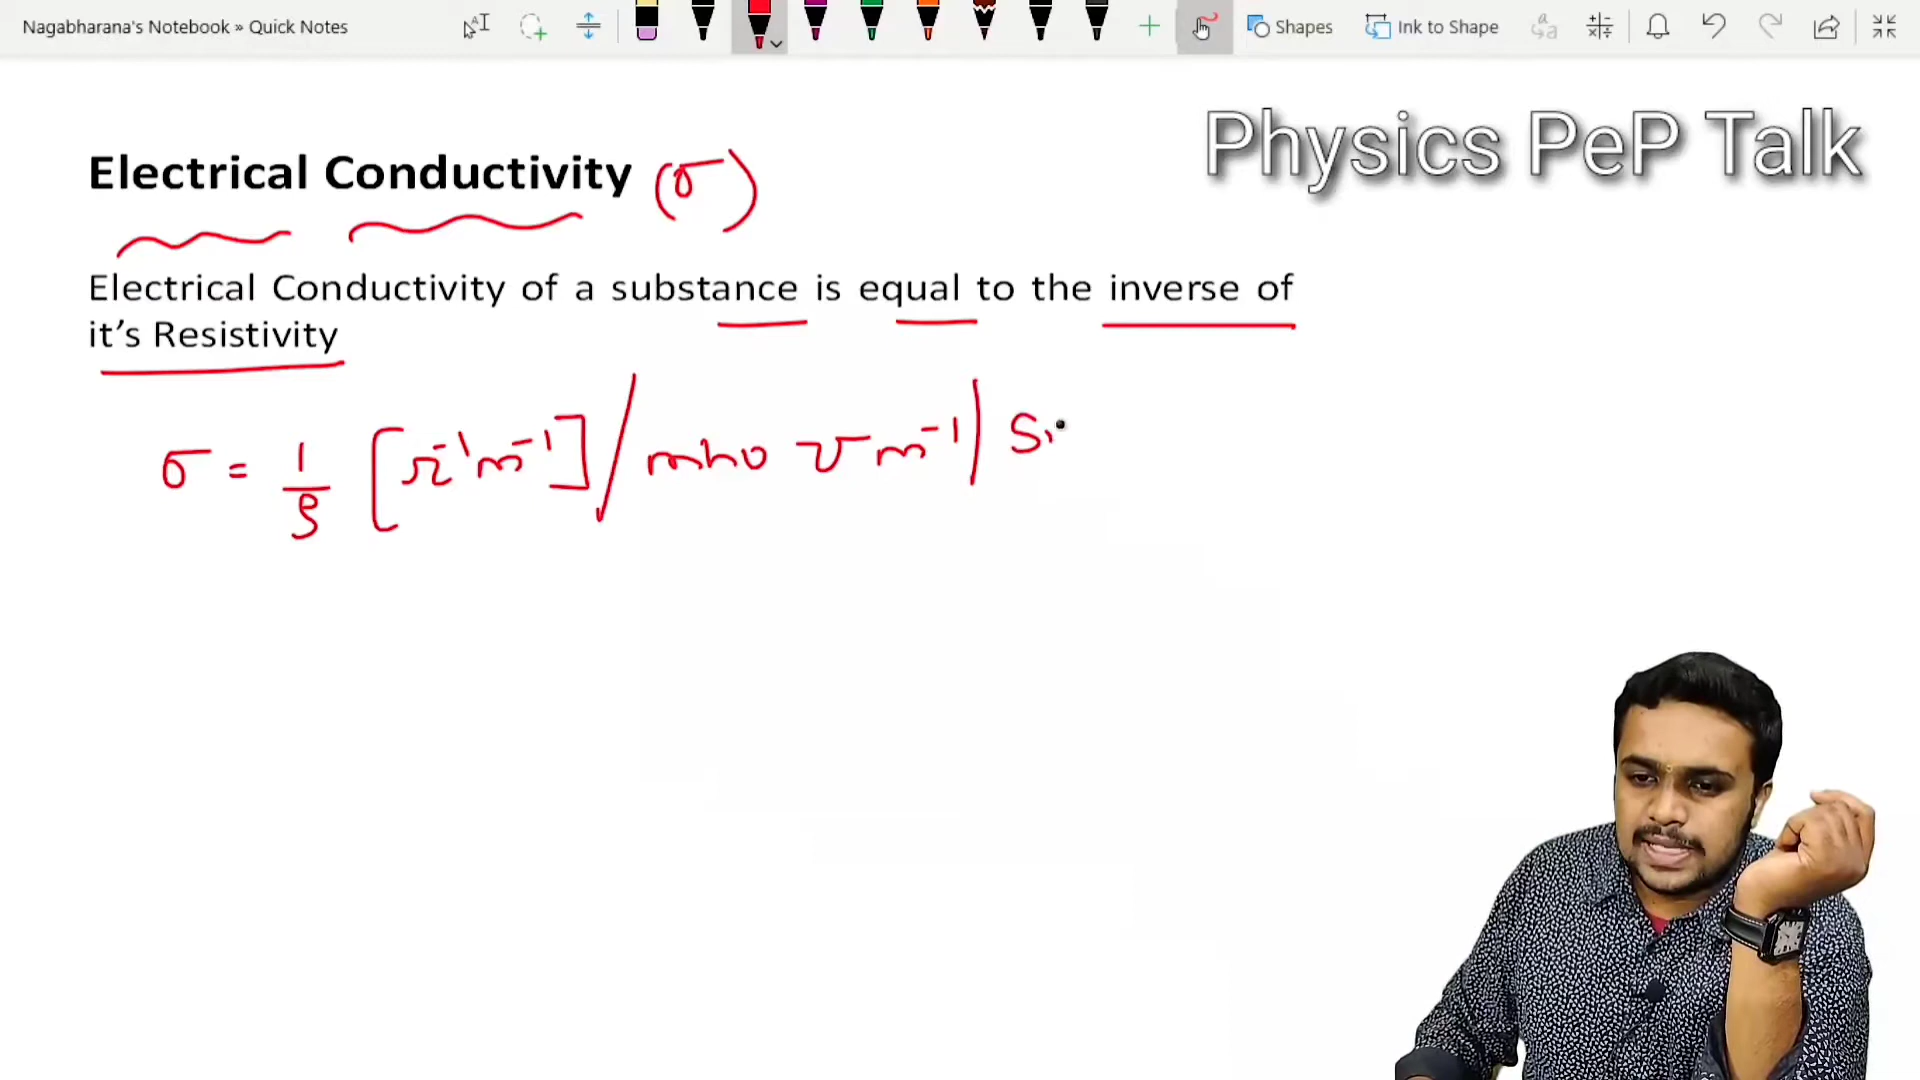 Nagabharana's Notebook » Quick Notes
Shapes
Ink to Shape
Physics PeP Talk
Electrical Conductivity (σ)
Electrical Conductivity of a substance is equal to the inverse of
it's Resistivity
σ = 1/ρ [Ω⁻¹m⁻¹] / mho ℧ m⁻¹ | Si